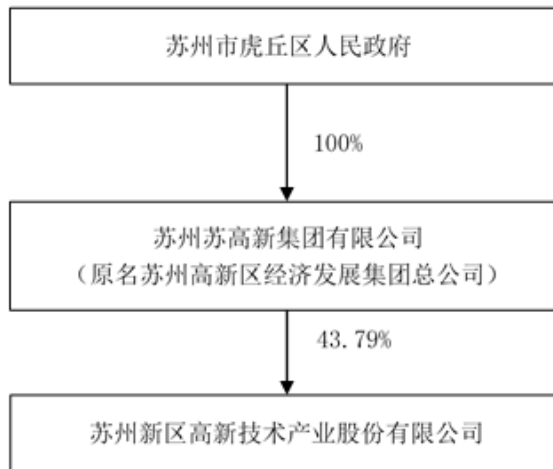 苏州市虎丘区人民政府
100%
苏州苏高新集团有限公司
（原名苏州高新区经济发展集团总公司）
43.79%
苏州新区高新技术产业股份有限公司